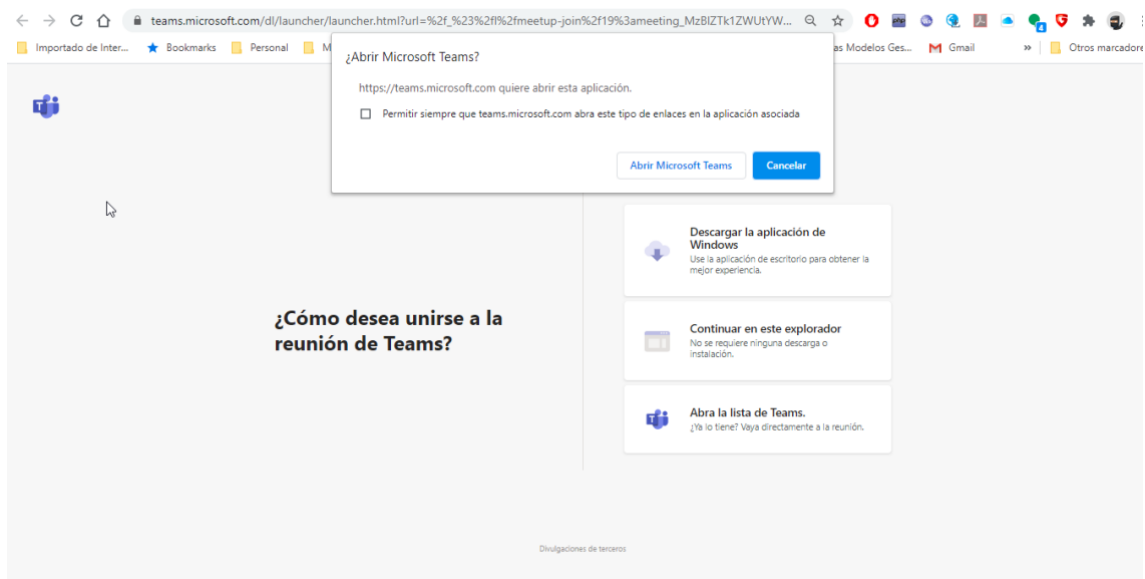 teams.microsoft.com/dl/launcher/launcher.html?url=%2f_%23%2fl%2fmeetup-join%2f19%3ameeting_MzBlZTk1ZWUtYW...
Importado de Inter... Bookmarks Personal M as Modelos Ges... Gmail » Otros marcadore
¿Abrir Microsoft Teams?
https://teams.microsoft.com quiere abrir esta aplicación.
Permitir siempre que teams.microsoft.com abra este tipo de enlaces en la aplicación asociada
Abrir Microsoft Teams Cancelar
¿Cómo desea unirse a la
reunión de Teams?
Descargar la aplicación de
Windows
Use la aplicación de escritorio para obtener la
mejor experiencia.
Continuar en este explorador
No se requiere ninguna descarga o
instalación.
Abra la lista de Teams.
¿Ya lo tiene? Vaya directamente a la reunión.
Divulgaciones de terceros